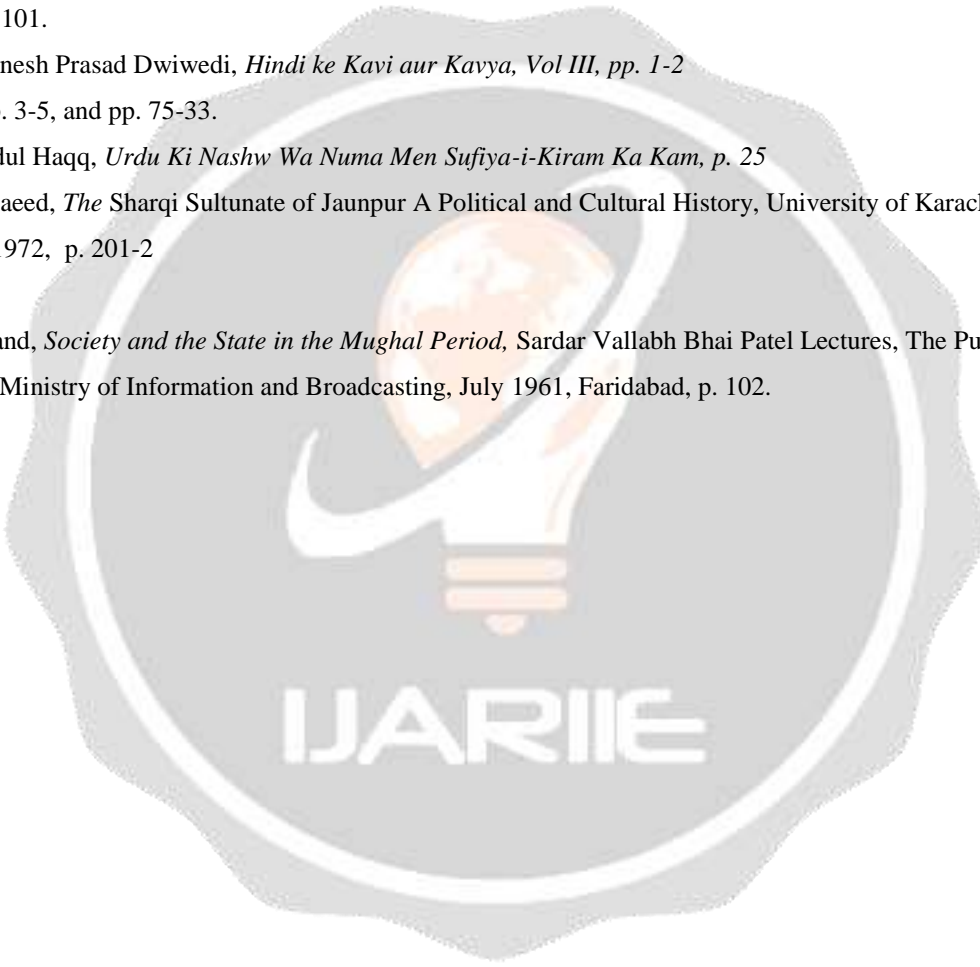 101.
nesh Prasad Dwiwedi, Hindi ke Kavi aur Kavya, Vol III, pp. 1-2
. 3-5, and pp. 75-33.
dul Haqq, Urdu Ki Nashw Wa Numa Men Sufiya-i-Kiram Ka Kam, p. 25
aeed, The Sharqi Sultunate of Jaunpur A Political and Cultural History, University of Karac
1972, p. 201-2
and, Society and the State in the Mughal Period, Sardar Vallabh Bhai Patel Lectures, The Pu
Ministry of Information and Broadcasting, July 1961, Faridabad, p. 102.
IJARIIE